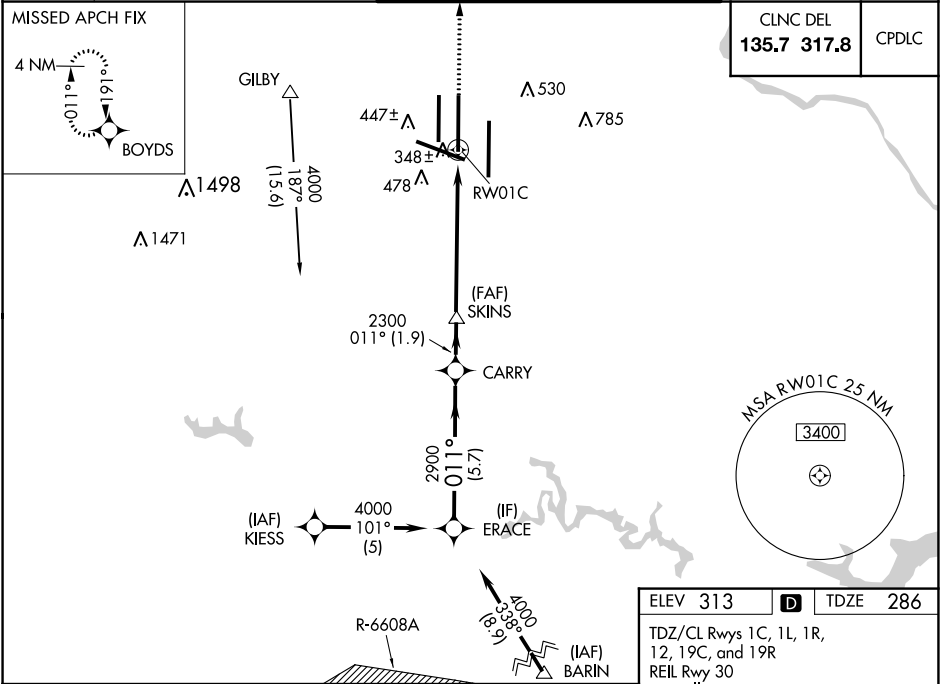 MISSED APCH FIX
4 NM
011°
191°
BOYDS
CLNC DEL
135.7 317.8
CPDLC
GILBY
4000
187°
(15.6)
530
785
447±
348±
478
RW01C
1498
1471
(FAF)
SKINS
2300
011° (1.9)
CARRY
MSA RW01C 25 NM
3400
2900
011°
(5.7)
(IAF)
KIESS
4000
101°
(5)
(IF)
ERACE
4000
338°
(8.9)
(IAF)
BARIN
R-6608A
ELEV 313
D
TDZE 286
TDZ/CL Rwys 1C, 1L, 1R,
12, 19C, and 19R
REIL Rwy 30